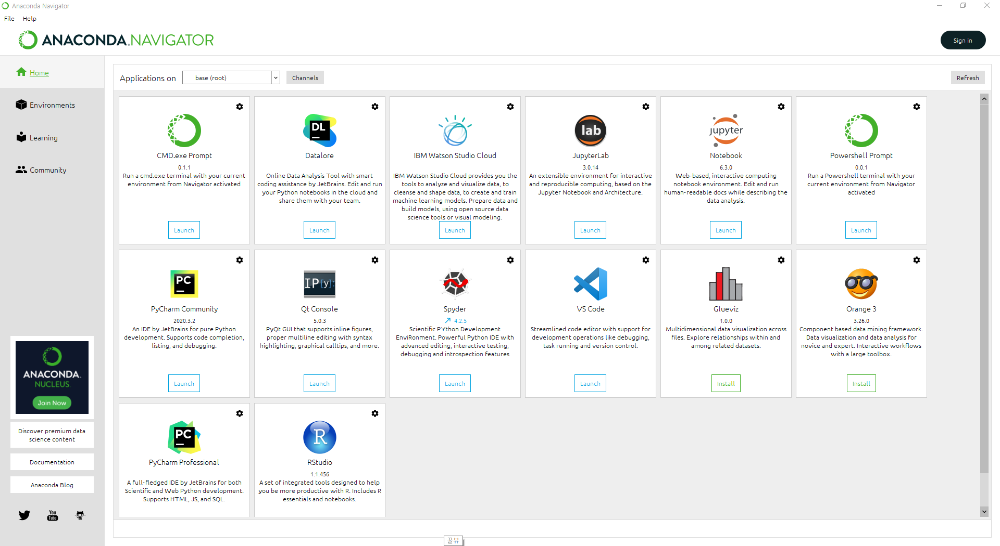 Anaconda Navigator
File Help
ANACONDA.NAVIGATOR
Sign in
Home
Environments
Learning
Community
ANACONDA.
NUCLEUS
Join Now
Discover premium data
science content
Documentation
Anaconda Blog
You
Tube
Applications on base (root) Channels Refresh
CMD.exe Prompt
0.1.1
Run a cmd.exe terminal with your current
environment from Navigator activated
Launch
DL
Datalore
Online Data Analysis Tool with smart
coding assistance by JetBrains. Edit and run
your Python notebooks in the cloud and
share them with your team.
Launch
IBM Watson Studio Cloud
IBM Watson Studio Cloud provides you the
tools to analyze and visualize data, to
cleanse and shape data, to create and train
machine learning models. Prepare data and
build models, using open source data
science tools or visual modeling.
Launch
lab
JupyterLab
3.0.14
An extensible environment for interactive
and reproducible computing, based on the
Jupyter Notebook and Architecture.
Launch
jupyter
Notebook
6.3.0
Web-based, interactive computing
notebook environment. Edit and run
human-readable docs while describing the
data analysis.
Launch
Powershell Prompt
0.0.1
Run a Powershell terminal with your
current environment from Navigator
activated
Launch
PC
PyCharm Community
2020.3.2
An IDE by JetBrains for pure Python
development. Supports code completion,
listing, and debugging.
Launch
IP[y]:
Qt Console
5.0.3
PyQt GUI that supports inline figures,
proper multiline editing with syntax
highlighting, graphical calltips, and more.
Launch
Spyder
4.2.5
Scientific PYthon Development
EnviRonment. Powerful Python IDE with
advanced editing, interactive testing,
debugging and introspection features
Launch
VS Code
Streamlined code editor with support for
development operations like debugging,
task running and version control.
Launch
Glueviz
1.0.0
Multidimensional data visualization across
files. Explore relationships within and
among related datasets.
Install
Orange 3
3.26.0
Component based data mining framework.
Data visualization and data analysis for
novice and expert. Interactive workflows
with a large toolbox.
Install
PC
PyCharm Professional
A full-fledged IDE by JetBrains for both
Scientific and Web Python development.
Supports HTML, JS, and SQL.
R
RStudio
1.1.456
A set of integrated tools designed to help
you be more productive with R. Includes R
essentials and notebooks.
꿀뷰